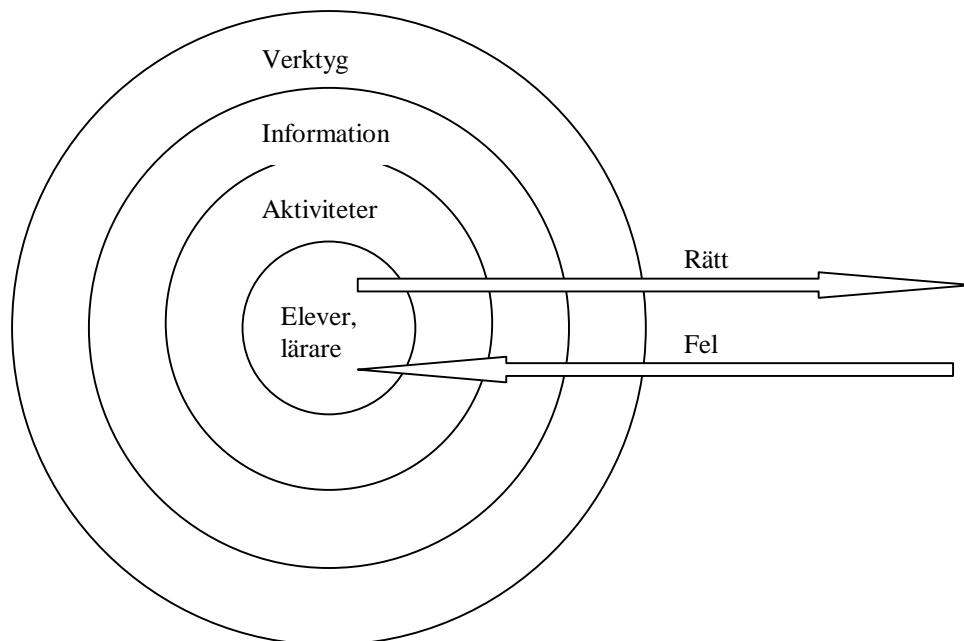 Verktyg
Information
Aktiviteter
Rätt
Elever,
lärare
Fel